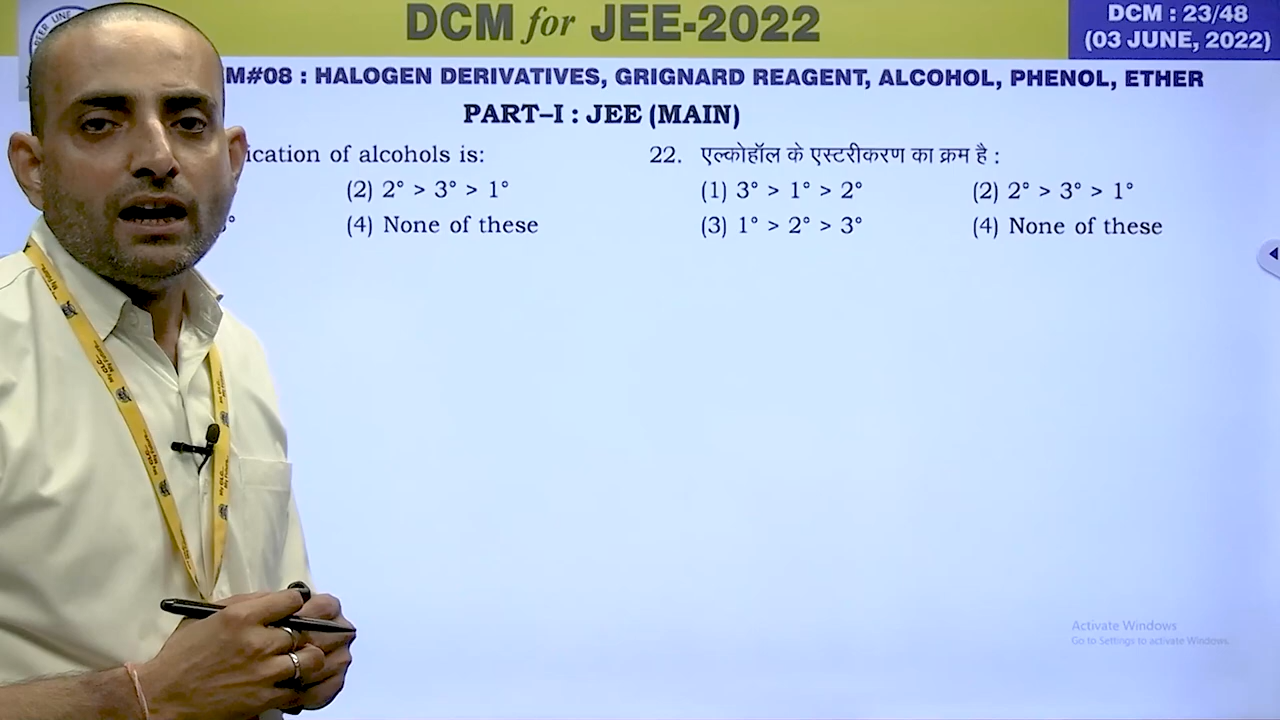 DCM for JEE-2022
DCM : 23/48
(03 JUNE, 2022)
M#08 : HALOGEN DERIVATIVES, GRIGNARD REAGENT, ALCOHOL, PHENOL, ETHER
PART–I : JEE (MAIN)
ication of alcohols is:
(2) 2° > 3° > 1°
3°
(4) None of these
22. एल्कोहॉल के एस्टरीकरण का क्रम है :
(1) 3° > 1° > 2°
(2) 2° > 3° > 1°
(3) 1° > 2° > 3°
(4) None of these
Activate Windows
Go to Settings to activate Windows.